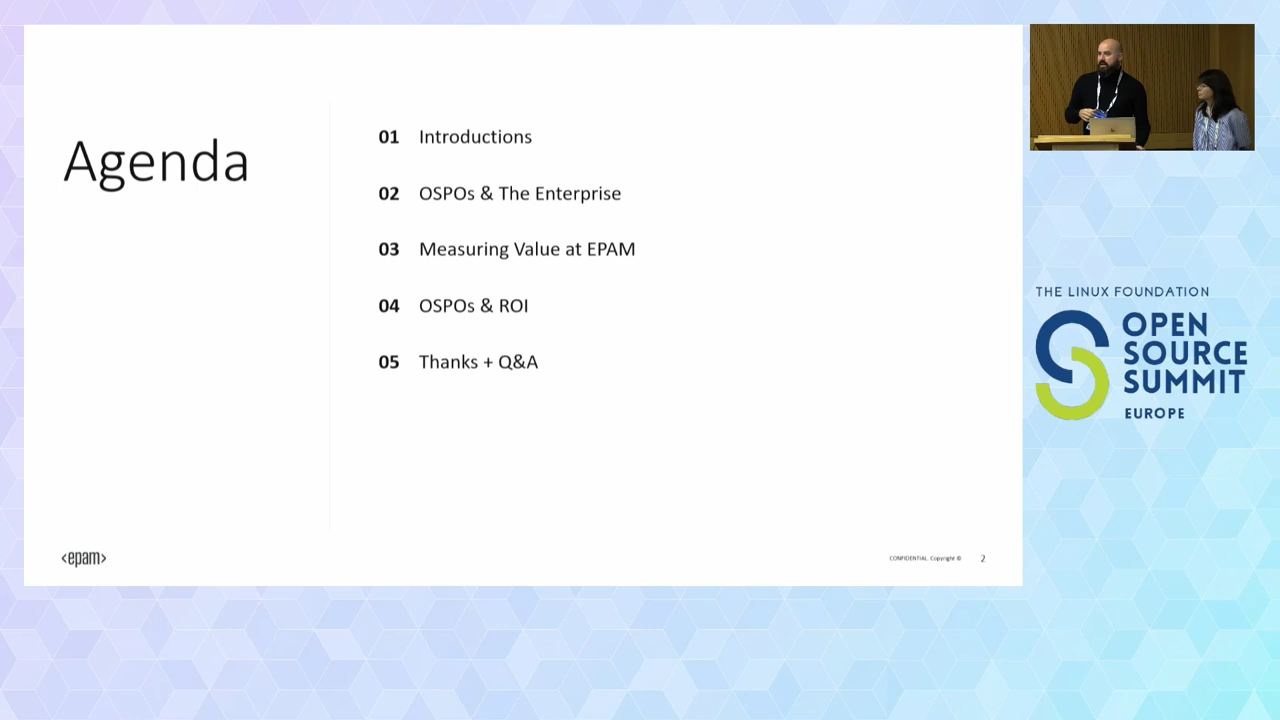 Agenda
01 Introductions
02 OSPOs & The Enterprise
03 Measuring Value at EPAM
04 OSPOs & ROI
05 Thanks + Q&A
<epam>
CONFIDENTIAL. Copyright ©
2
THE LINUX FOUNDATION
OPEN
SOURCE
SUMMIT
EUROPE